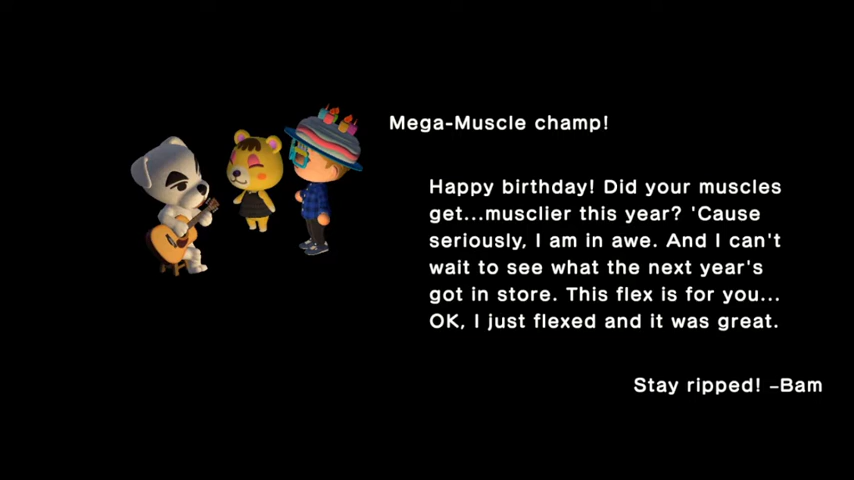 Mega-Muscle champ!
Happy birthday! Did your muscles
get...musclier this year? 'Cause
seriously, I am in awe. And I can't
wait to see what the next year's
got in store. This flex is for you...
OK, I just flexed and it was great.
Stay ripped! –Bam